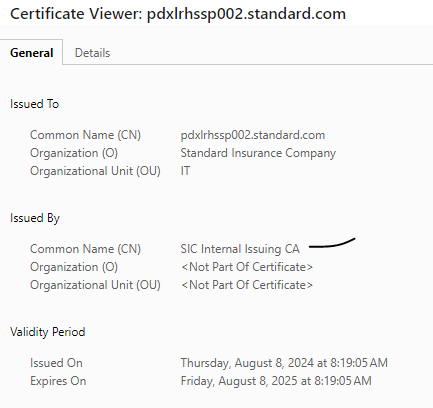 Certificate Viewer: pdxlrhssp002.standard.com
General Details
Issued To
Common Name (CN) pdxlrhssp002.standard.com
Organization (O) Standard Insurance Company
Organizational Unit (OU) IT
Issued By
Common Name (CN) SIC Internal Issuing CA
Organization (O) <Not Part Of Certificate>
Organizational Unit (OU) <Not Part Of Certificate>
Validity Period
Issued On Thursday, August 8, 2024 at 8:19:05 AM
Expires On Friday, August 8, 2025 at 8:19:05 AM